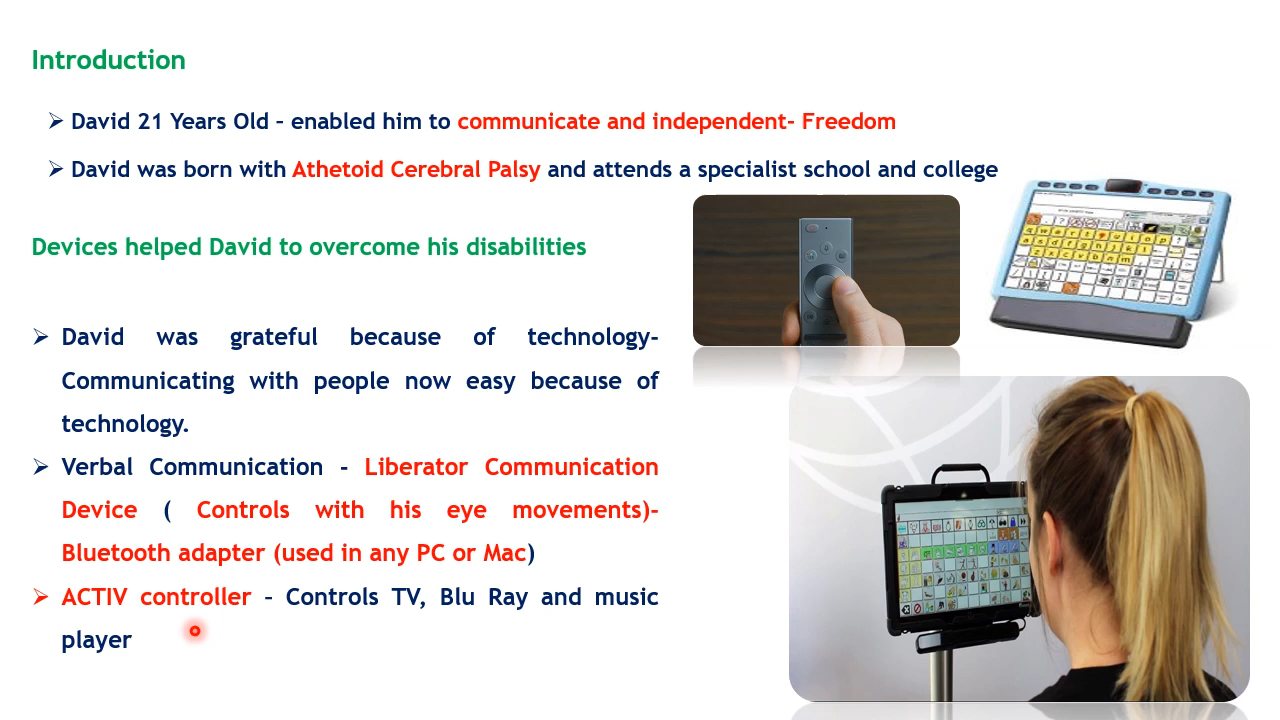 Introduction
➢ David 21 Years Old – enabled him to communicate and independent- Freedom
➢ David was born with Athetoid Cerebral Palsy and attends a specialist school and college
Devices helped David to overcome his disabilities
➢ David was grateful because of technology-
Communicating with people now easy because of
technology.
➢ Verbal Communication - Liberator Communication
Device ( Controls with his eye movements)-
Bluetooth adapter (used in any PC or Mac)
➢ ACTIV controller – Controls TV, Blu Ray and music
player